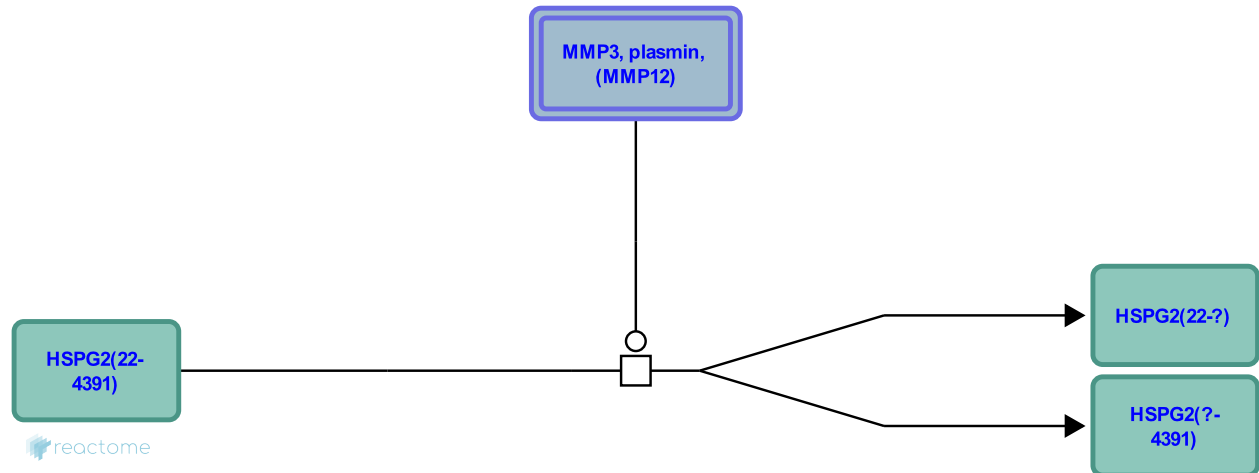 MMP3, plasmin,
(MMP12)
HSPG2(22-?)
HSPG2(22-
4391)
HSPG2(?-
4391)
reactome